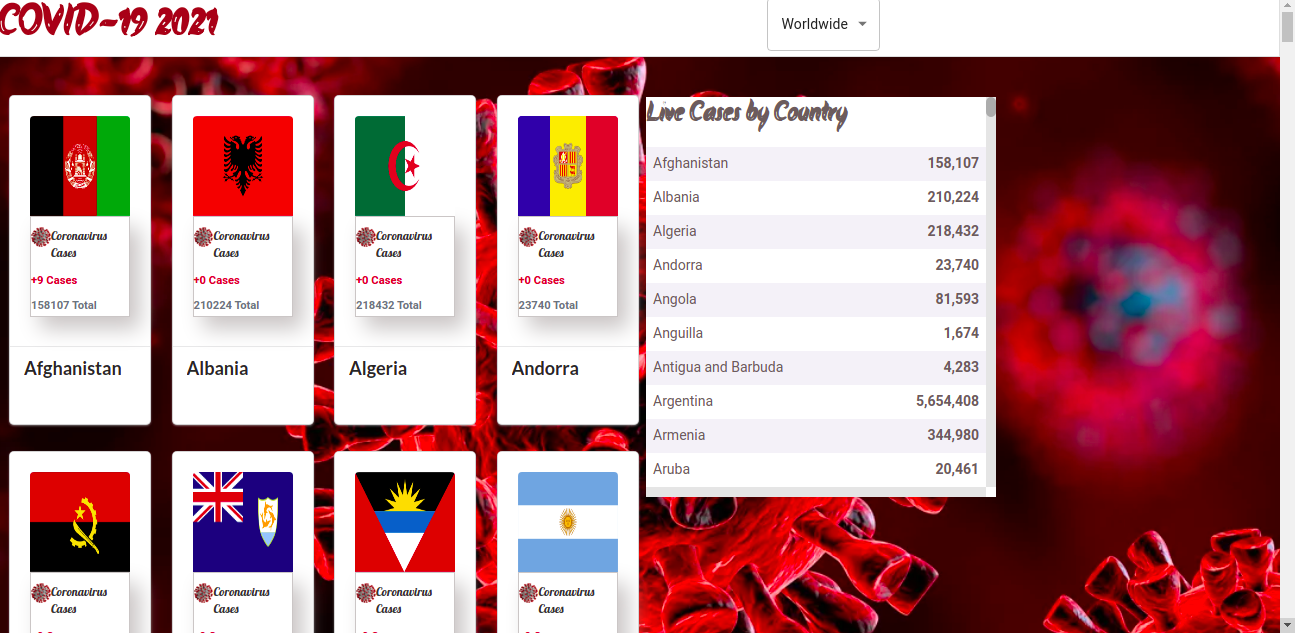 COVID-19 2021
Worldwide
Coronavirus
Cases
+9 Cases
158107 Total
Afghanistan
Coronavirus
Cases
+0 Cases
210224 Total
Albania
Coronavirus
Cases
+0 Cases
218432 Total
Algeria
Coronavirus
Cases
+0 Cases
23740 Total
Andorra
Live Cases by Country
Afghanistan 158,107
Albania 210,224
Algeria 218,432
Andorra 23,740
Angola 81,593
Anguilla 1,674
Antigua and Barbuda 4,283
Argentina 5,654,408
Armenia 344,980
Aruba 20,461
Coronavirus
Cases
Coronavirus
Cases
Coronavirus
Cases
Coronavirus
Cases